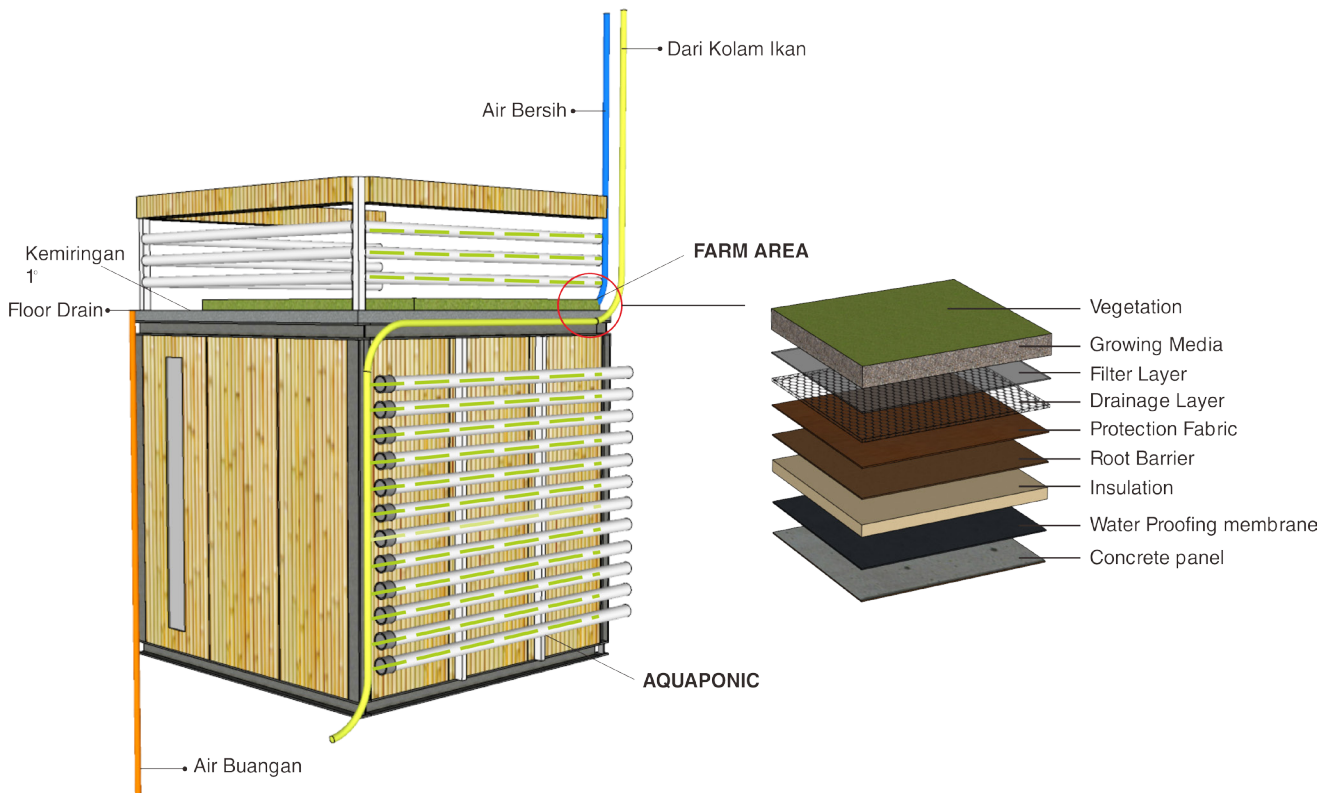 Dari Kolam Ikan
Air Bersih
Kemiringan
1°
FARM AREA
Floor Drain
Vegetation
Growing Media
Filter Layer
Drainage Layer
Protection Fabric
Root Barrier
Insulation
Water Proofing membrane
Concrete panel
AQUAPONIC
Air Buangan